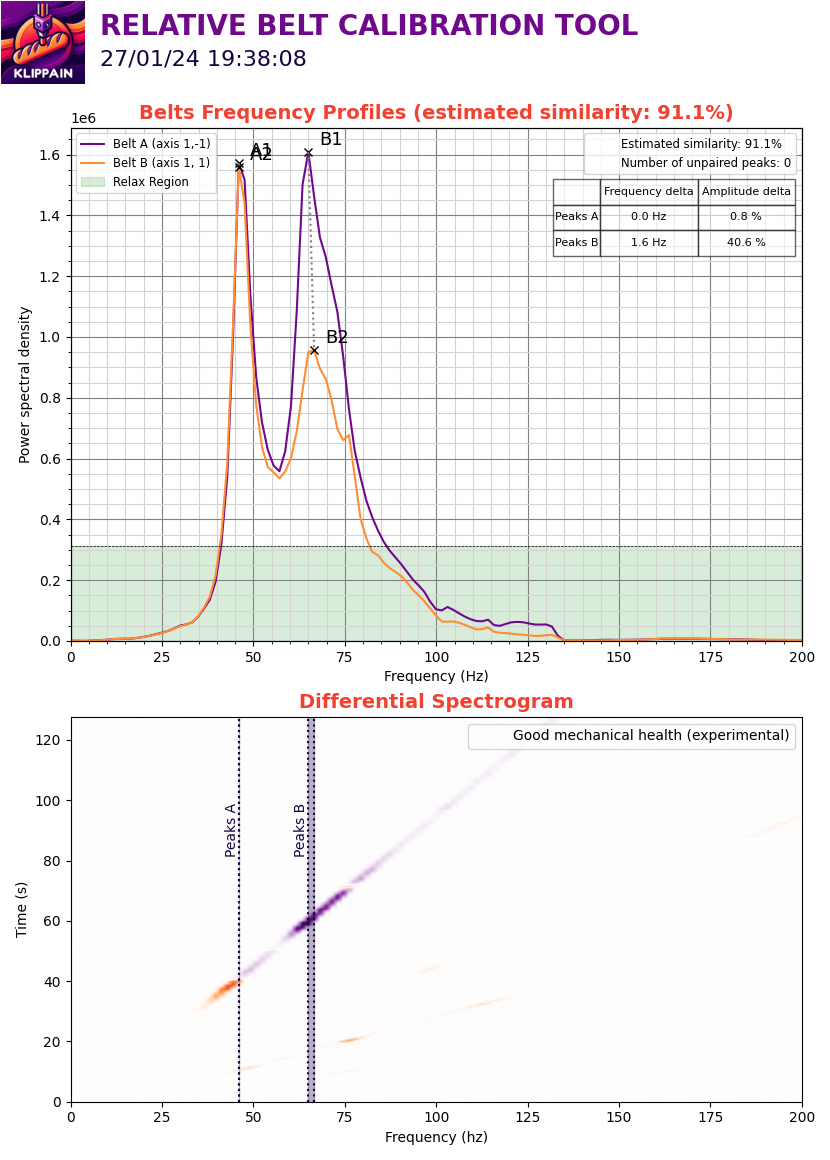 KLIPPAIN
RELATIVE BELT CALIBRATION TOOL
27/01/24 19:38:08
Belts Frequency Profiles (estimated similarity: 91.1%)
1e6
Belt A (axis 1,-1)
Belt B (axis 1, 1)
Relax Region
A1
A2
B1
B2
Estimated similarity: 91.1%
Number of unpaired peaks: 0
Frequency delta Amplitude delta
Peaks A 0.0 Hz 0.8 %
Peaks B 1.6 Hz 40.6 %
Power spectral density
1.6
1.4
1.2
1.0
0.8
0.6
0.4
0.2
0.0
0 25 50 75 100 125 150 175 200
Frequency (Hz)
Differential Spectrogram
Good mechanical health (experimental)
Peaks A
Peaks B
Time (s)
120
100
80
60
40
20
0
0 25 50 75 100 125 150 175 200
Frequency (hz)